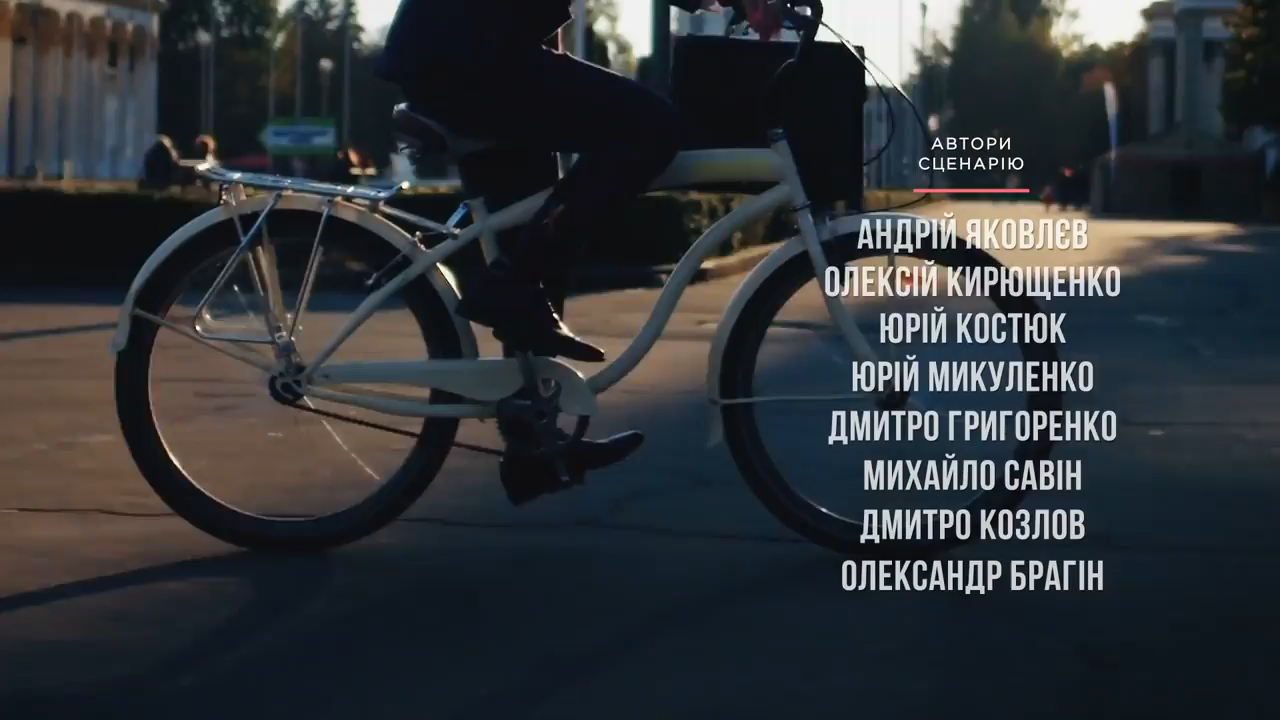 АВТОРИ
СЦЕНАРІЮ
АНДРІЙ ЯКОВЛЄВ
ОЛЕКСІЙ КИРЮЩЕНКО
ЮРІЙ КОСТЮК
ЮРІЙ МИКУЛЕНКО
ДМИТРО ГРИГОРЕНКО
МИХАЙЛО САВІН
ДМИТРО КОЗЛОВ
ОЛЕКСАНДР БРАГІН